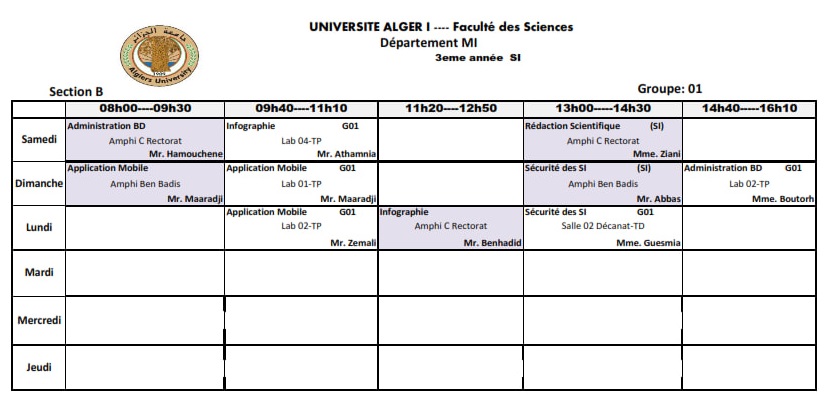 UNIVERSITE ALGER I ---- Faculté des Sciences
Département MI
3eme année SI
جامعة الجزائر
1909
Algiers University
Section B
Groupe: 01
08h00----09h30 09h40----11h10 11h20----12h50 13h00-----14h30 14h40-----16h10
Samedi
Administration BD
Amphi C Rectorat
Mr. Hamouchene
Infographie G01
Lab 04-TP
Mr. Athamnia
Rédaction Scientifique (SI)
Amphi C Rectorat
Mme. Ziani
Dimanche
Application Mobile
Amphi Ben Badis
Mr. Maaradji
Application Mobile G01
Lab 01-TP
Mr. Maaradji
Sécurité des SI (SI)
Amphi Ben Badis
Mr. Abbas
Administration BD G01
Lab 02-TP
Mme. Boutorh
Lundi
Application Mobile G01
Lab 02-TP
Mr. Zemali
Infographie
Amphi C Rectorat
Mr. Benhadid
Sécurité des SI G01
Salle 02 Décanat-TD
Mme. Guesmia
Mardi
Mercredi
Jeudi